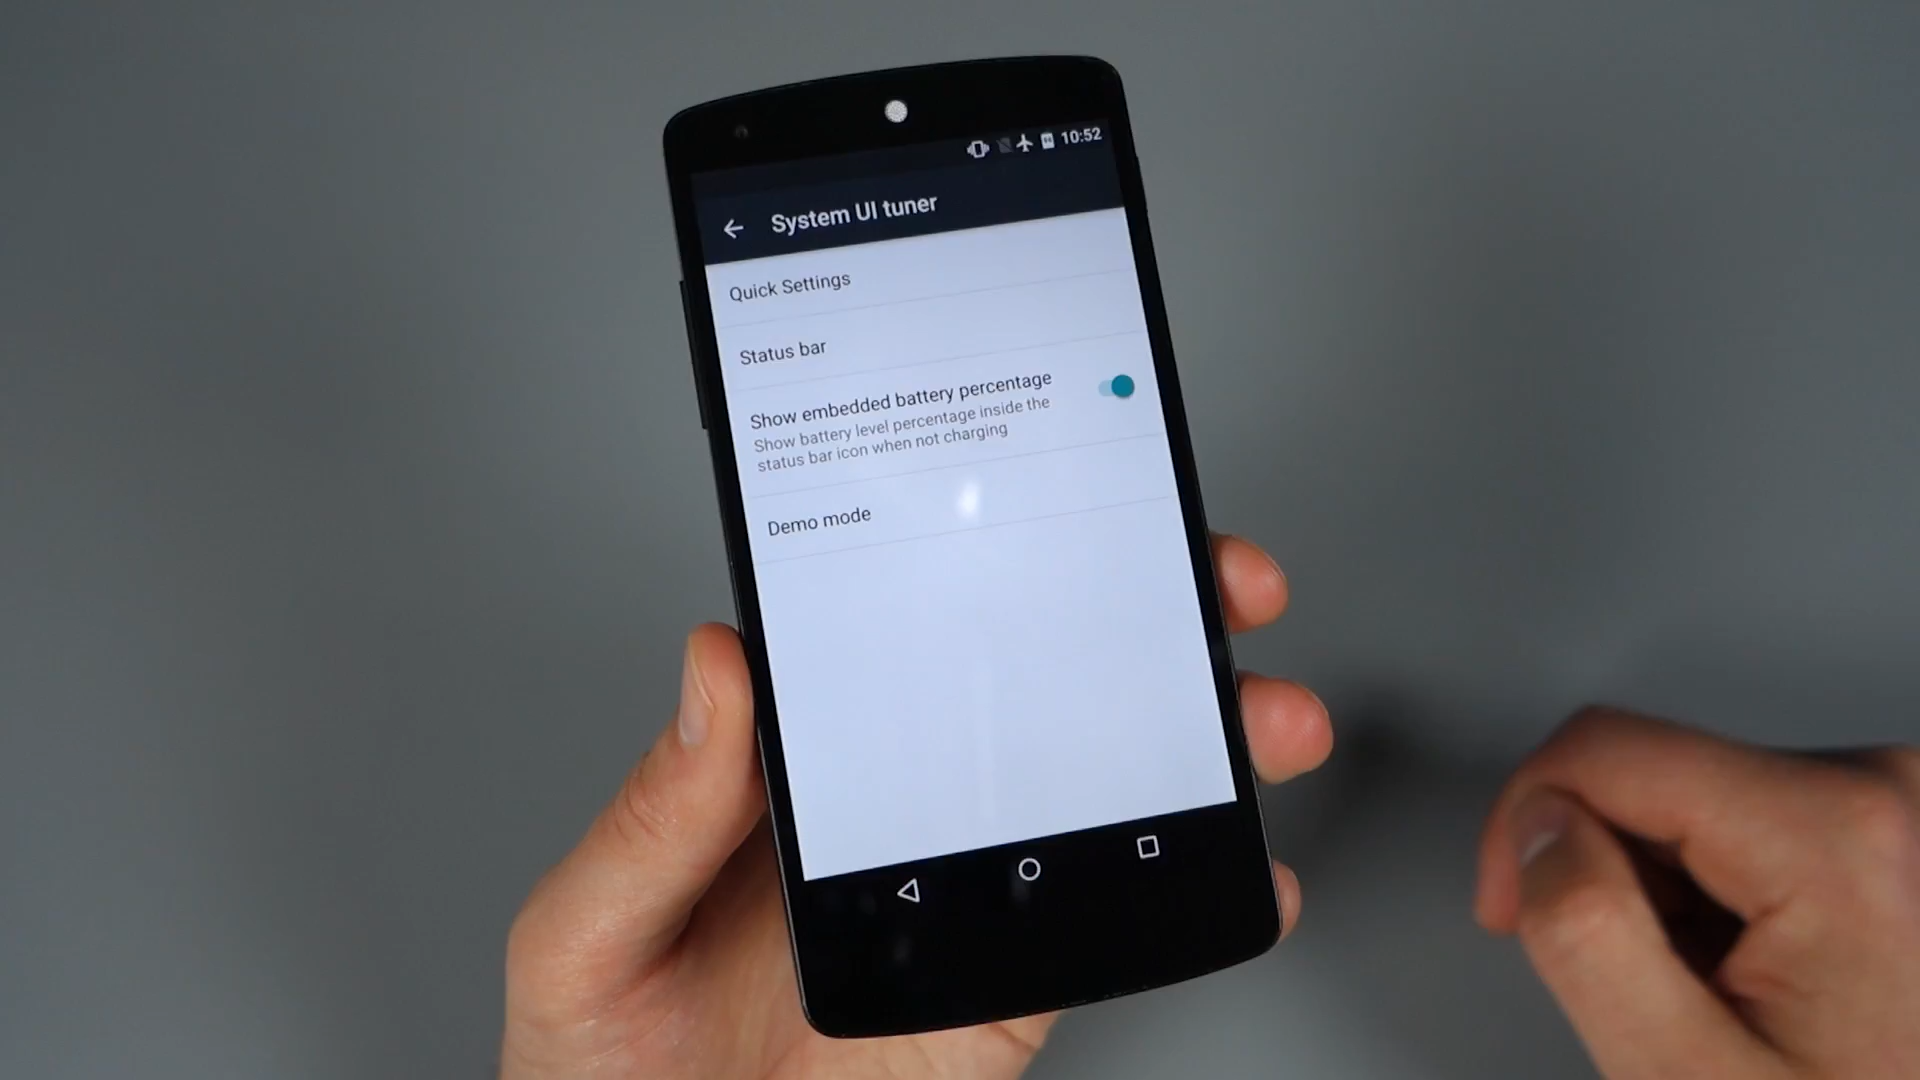 10:52
System UI tuner
Quick Settings
Status bar
Show embedded battery percentage
Show battery level percentage inside the
status bar icon when not charging
Demo mode